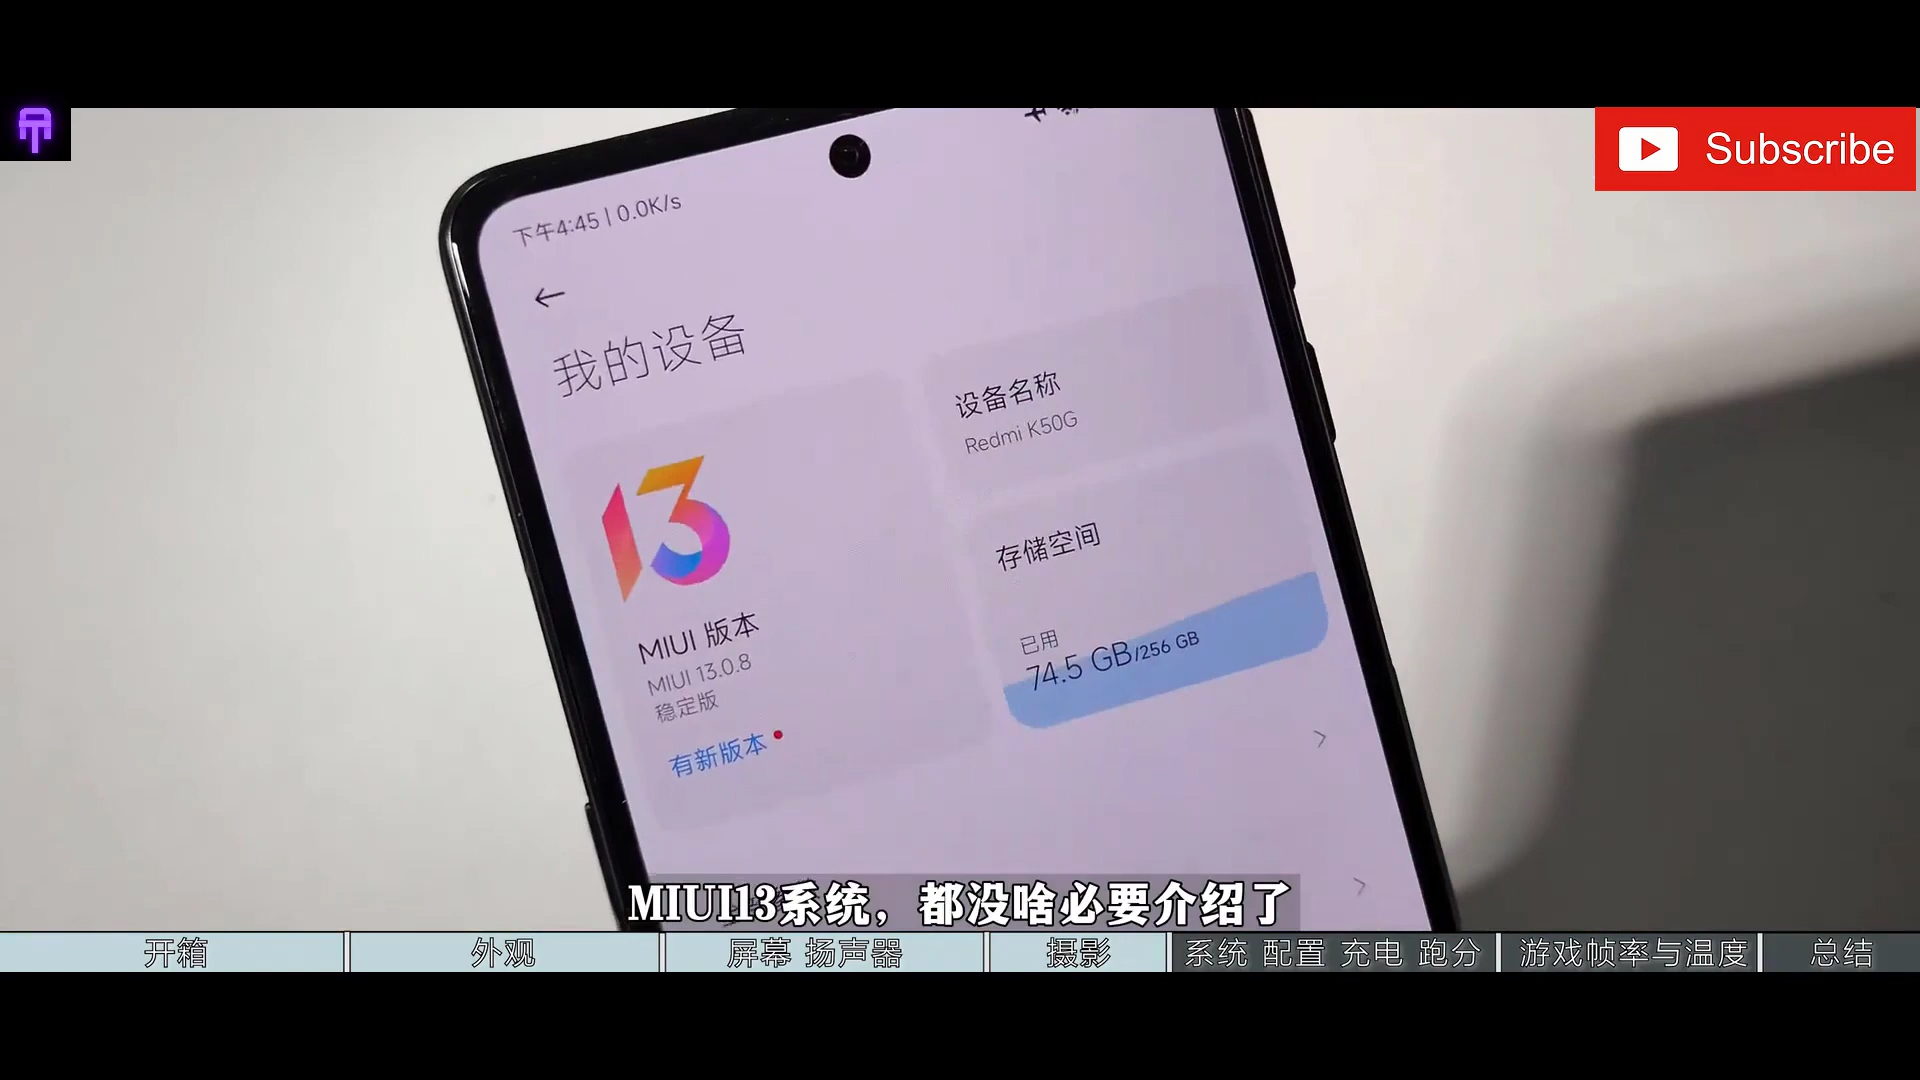 Subscribe
下午4:45 | 0.0K/s
我的设备
设备名称
Redmi K50G
MIUI 版本
MIUI 13.0.8
稳定版
有新版本
存储空间
已用
74.5 GB/256 GB
MIUI13系统，都没啥必要介绍了
开箱
外观
屏幕 扬声器
摄影
系统 配置 充电 跑分
游戏帧率与温度
总结